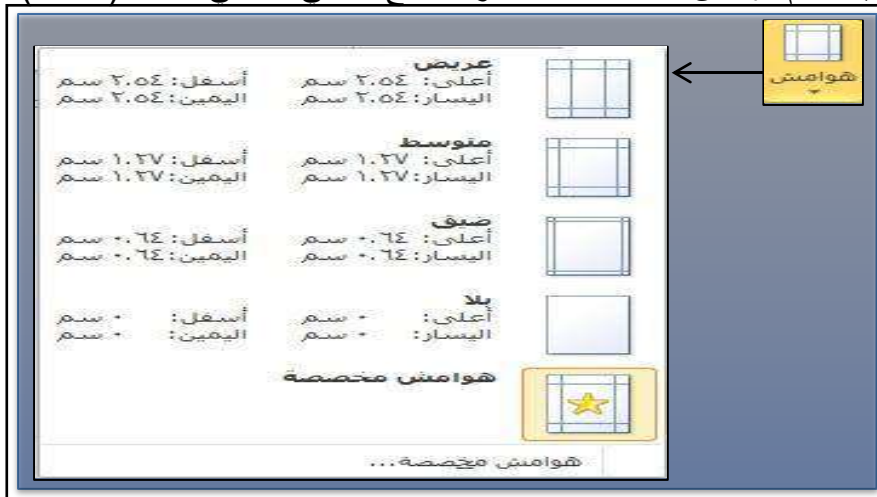 هوامش
عريض
أعلى: ٢.٥٤ سم أسفل: ٢.٥٤ سم
اليسار: ٢.٥٤ سم اليمين: ٢.٥٤ سم
متوسط
أعلى: ١.٢٧ سم أسفل: ١.٢٧ سم
اليسار: ١.٢٧ سم اليمين: ١.٢٧ سم
ضيق
أعلى: ٠.٦٤ سم أسفل: ٠.٦٤ سم
اليسار: ٠.٦٤ سم اليمين: ٠.٦٤ سم
بلا
أعلى: ٠ سم أسفل: ٠ سم
اليسار: ٠ سم اليمين: ٠ سم
هوامش مخصصة
هوامش مخصصة...